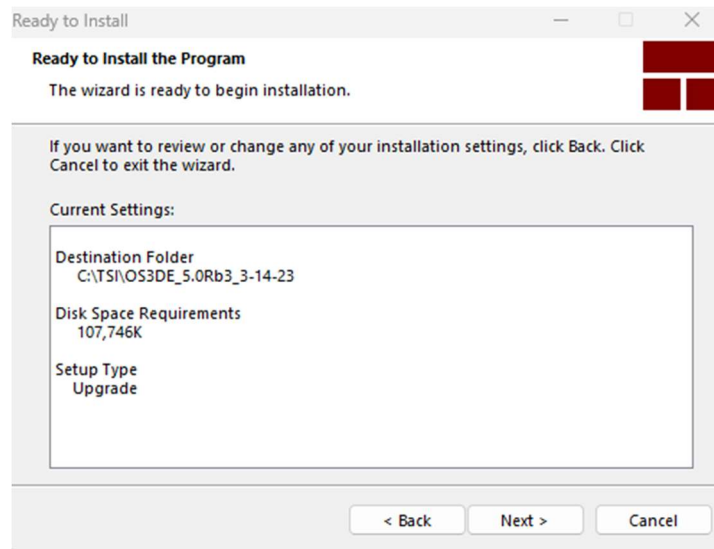 Ready to Install
Ready to Install the Program
The wizard is ready to begin installation.
If you want to review or change any of your installation settings, click Back. Click
Cancel to exit the wizard.
Current Settings:
Destination Folder
C:\TSI\OS3DE_5.0Rb3_3-14-23
Disk Space Requirements
107,746K
Setup Type
Upgrade
< Back Next > Cancel